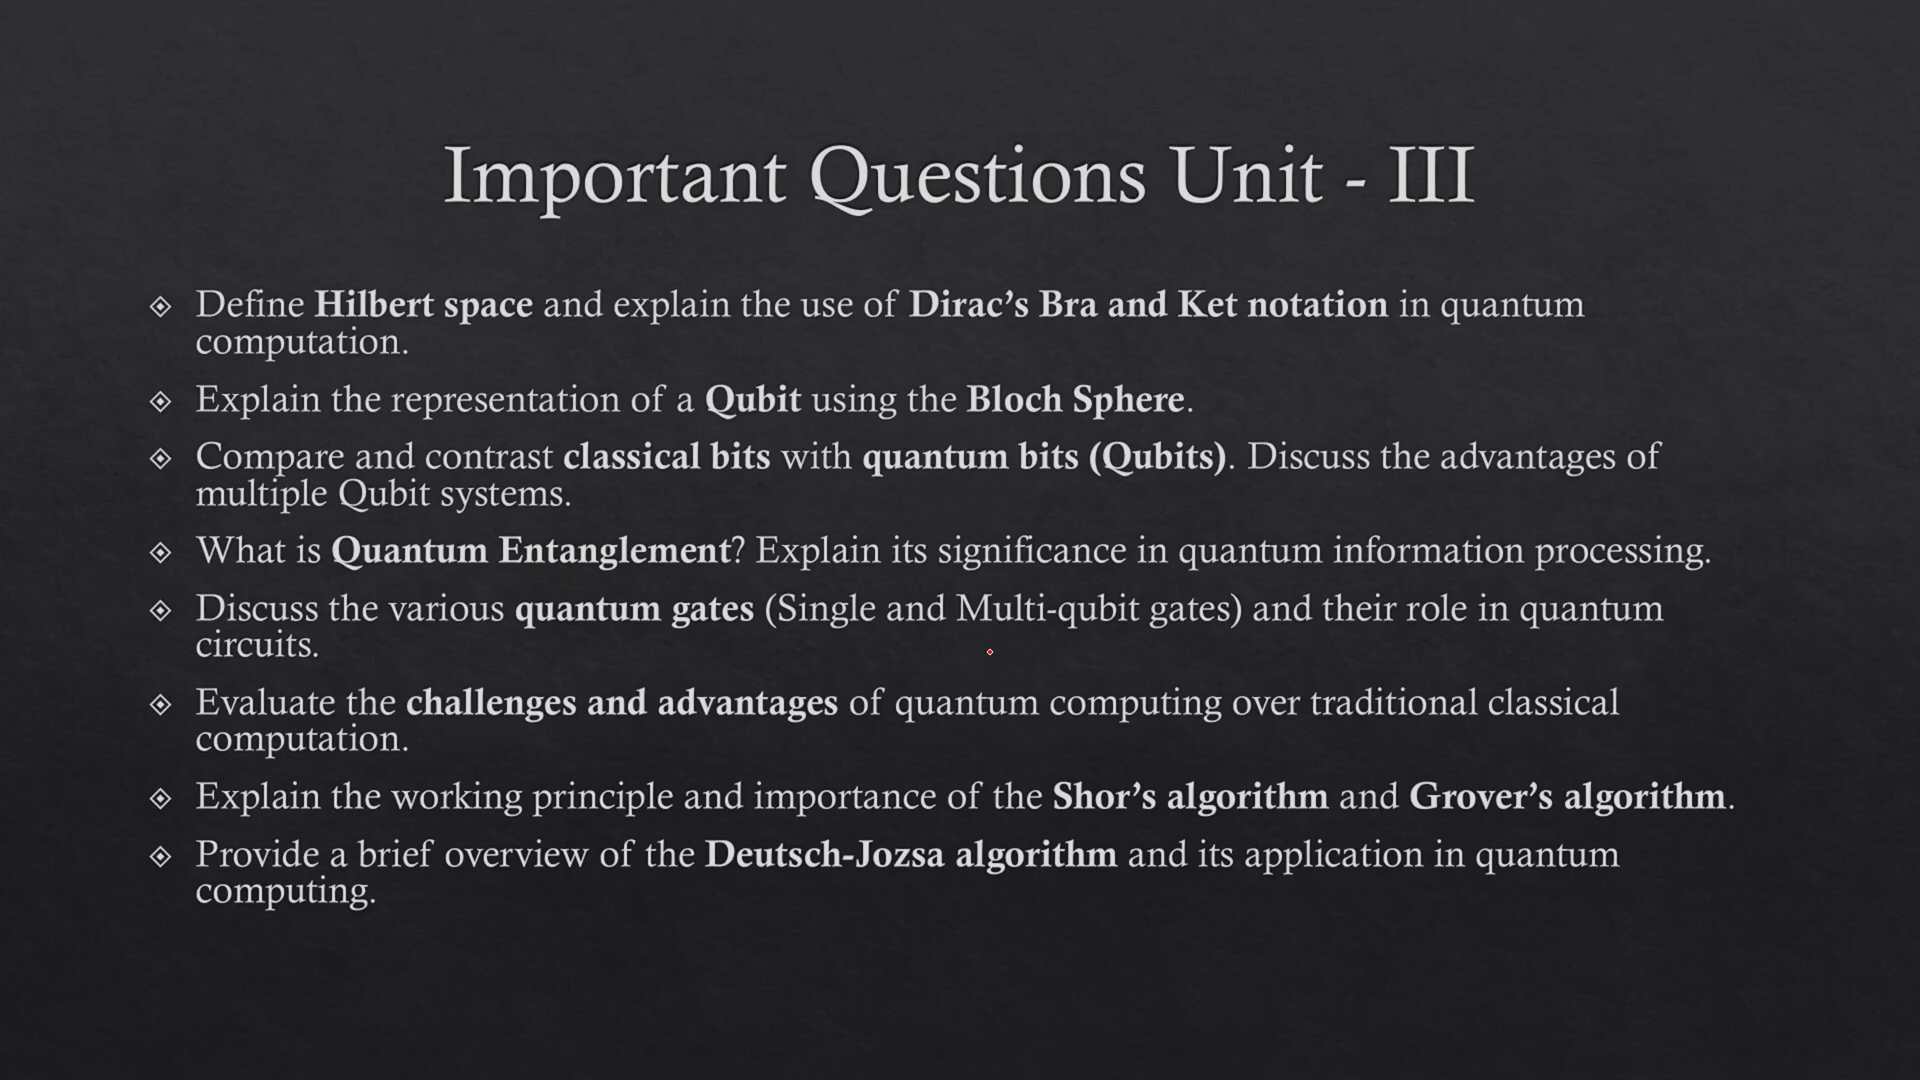 Important Questions Unit - III
Define Hilbert space and explain the use of Dirac’s Bra and Ket notation in quantum
computation.
Explain the representation of a Qubit using the Bloch Sphere.
Compare and contrast classical bits with quantum bits (Qubits). Discuss the advantages of
multiple Qubit systems.
What is Quantum Entanglement? Explain its significance in quantum information processing.
Discuss the various quantum gates (Single and Multi-qubit gates) and their role in quantum
circuits.
Evaluate the challenges and advantages of quantum computing over traditional classical
computation.
Explain the working principle and importance of the Shor’s algorithm and Grover’s algorithm.
Provide a brief overview of the Deutsch-Jozsa algorithm and its application in quantum
computing.